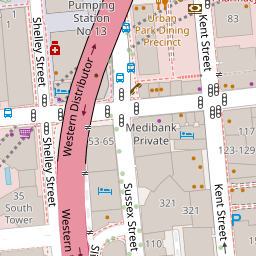 Pumping
Station
No 13
Shelley Street
Urban
Park Dining
Precinct
Kent Street
83
1
Western Distributor
Medibank
Private
53-65
117
123-
129
Shelley Street
35
South
Tower
Western
Sussex Street
321
321
110
Kent Street